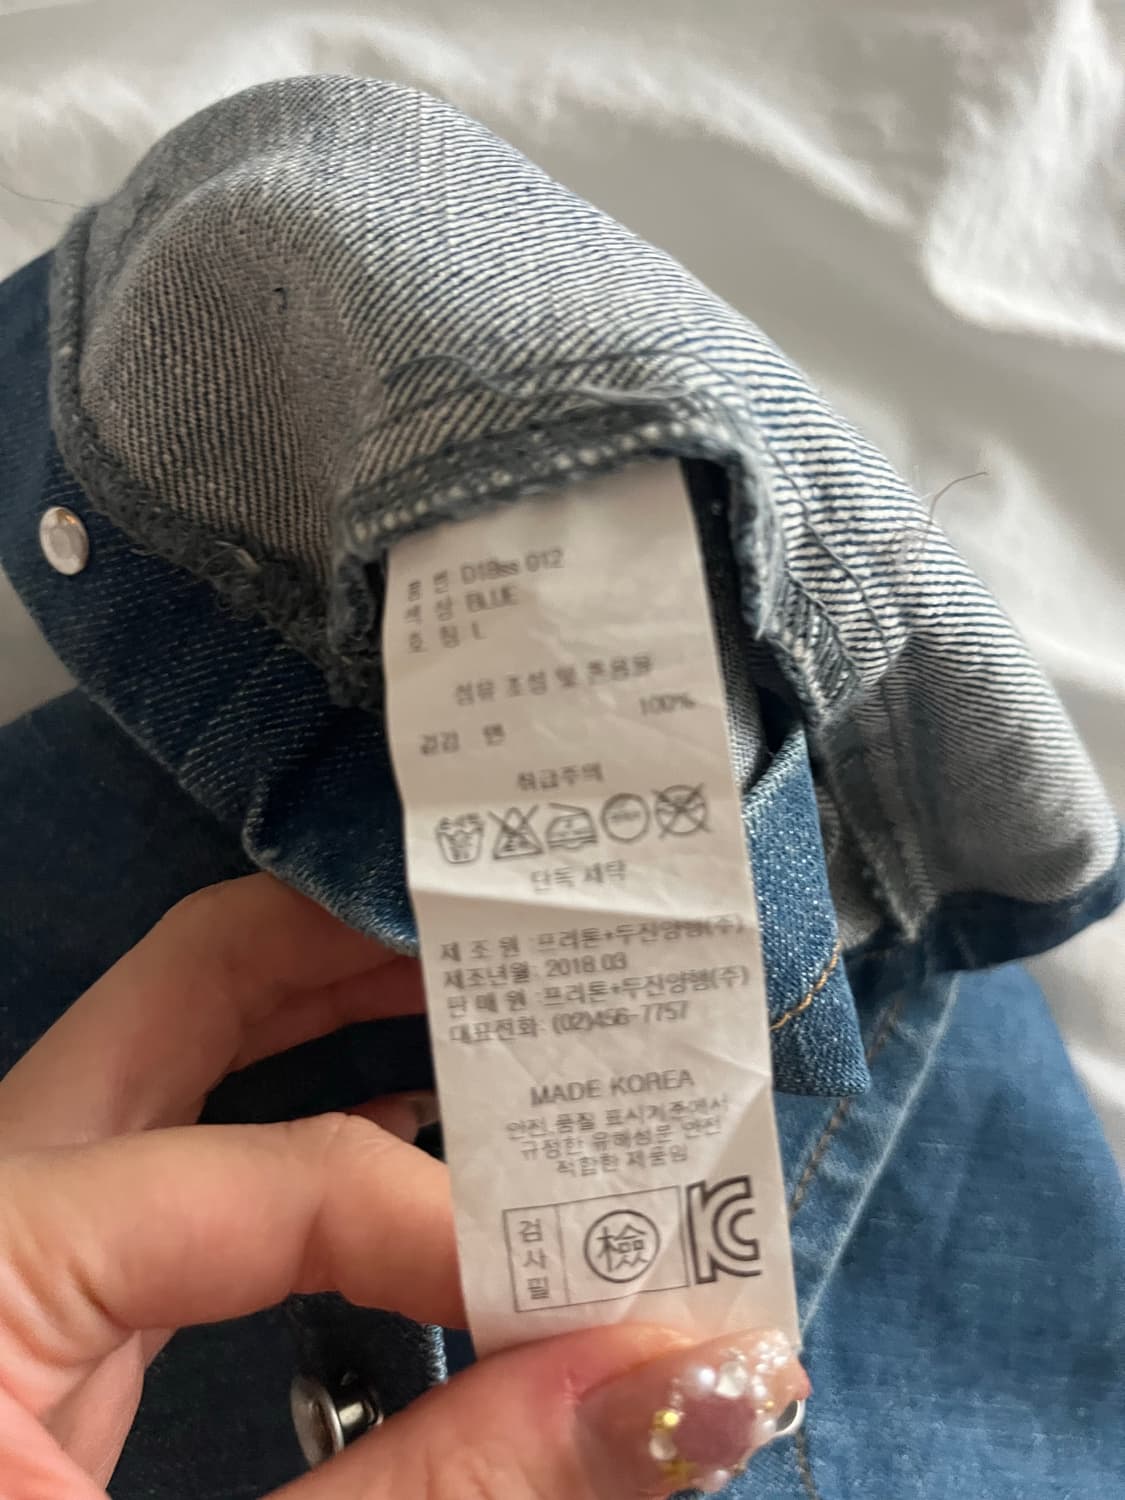 품 번 D18ss 012
색 상 BLUE
호 칭 L
섬유 조성 및 혼용율
100%
겉감 면
취급주의
단독 세탁
제 조 원 : 프리톤+두진양행(주)
제조년월: 2018.03
판 매 원 : 프리톤+두진양행(주)
대표전화: (02)456-7757
MADE KOREA
안전.품질 표시기준에서
규정한 유해성분 안전
적합한 제품임
검사필
檢